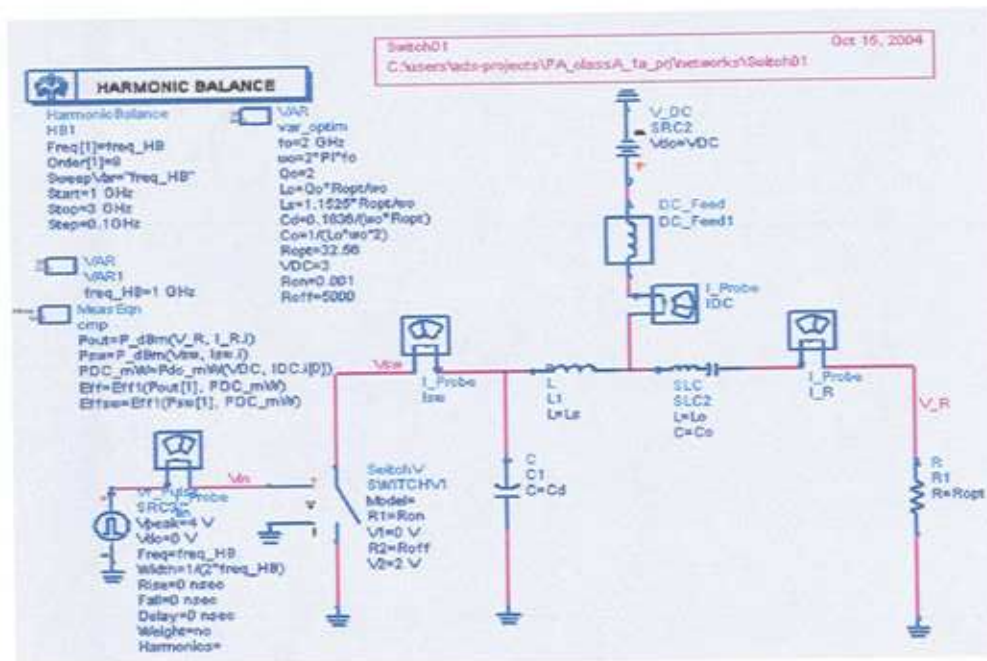 Switch01
Oct 15, 2004
C:\users\ads-projects\PA_classA_1a_prj\networks\Switch01
HARMONIC BALANCE
HarmonicBalance
HB1
Freq[1]=freq_HB
Order[1]=8
SweepVar="freq_HB"
Start=1 GHz
Stop=3 GHz
Step=0.1GHz
VAR
var_optim
fo=2 GHz
wo=2*PI*fo
Qo=2
Lo=Qo*Ropt/wo
Ls=1.1525*Ropt/wo
Cd=0.1836/(wo*Ropt)
Co=1/(Lo*wo^2)
Ropt=32.56
VDC=3
Ron=0.001
Roff=5000
VAR
VAR1
freq_HB=1 GHz
Meas Eqn
cmp
Pout=P_dBm(V_R, I_R.i)
Psw=P_dBm(Vsw, Isw.i)
PDC_mW=Pdc_mW(VDC, IDC.i[0])
Eff=Eff1(Pout[1], PDC_mW)
Effsw=Eff1(Psw[1], PDC_mW)
V_DC
SRC2
Vdc=VDC
DC_Feed
DC_Feed1
I_Probe
IDC
Vsw
I_Probe
Isw
L
L1
L=Ls
SLC
SLC2
L=Lo
C=Co
I_Probe
I_R
V_R
R
R1
R=Ropt
C
C1
C=Cd
SwitchV
SWITCHV1
Model=
R1=Ron
V1=0 V
R2=Roff
V2=2 V
Vin
I_Probe
SRC3
Vpeak=4 V
Vdc=0 V
Freq=freq_HB
Width=1/(2*freq_HB)
Rise=0 nsec
Fall=0 nsec
Delay=0 nsec
Weight=no
Harmonics=